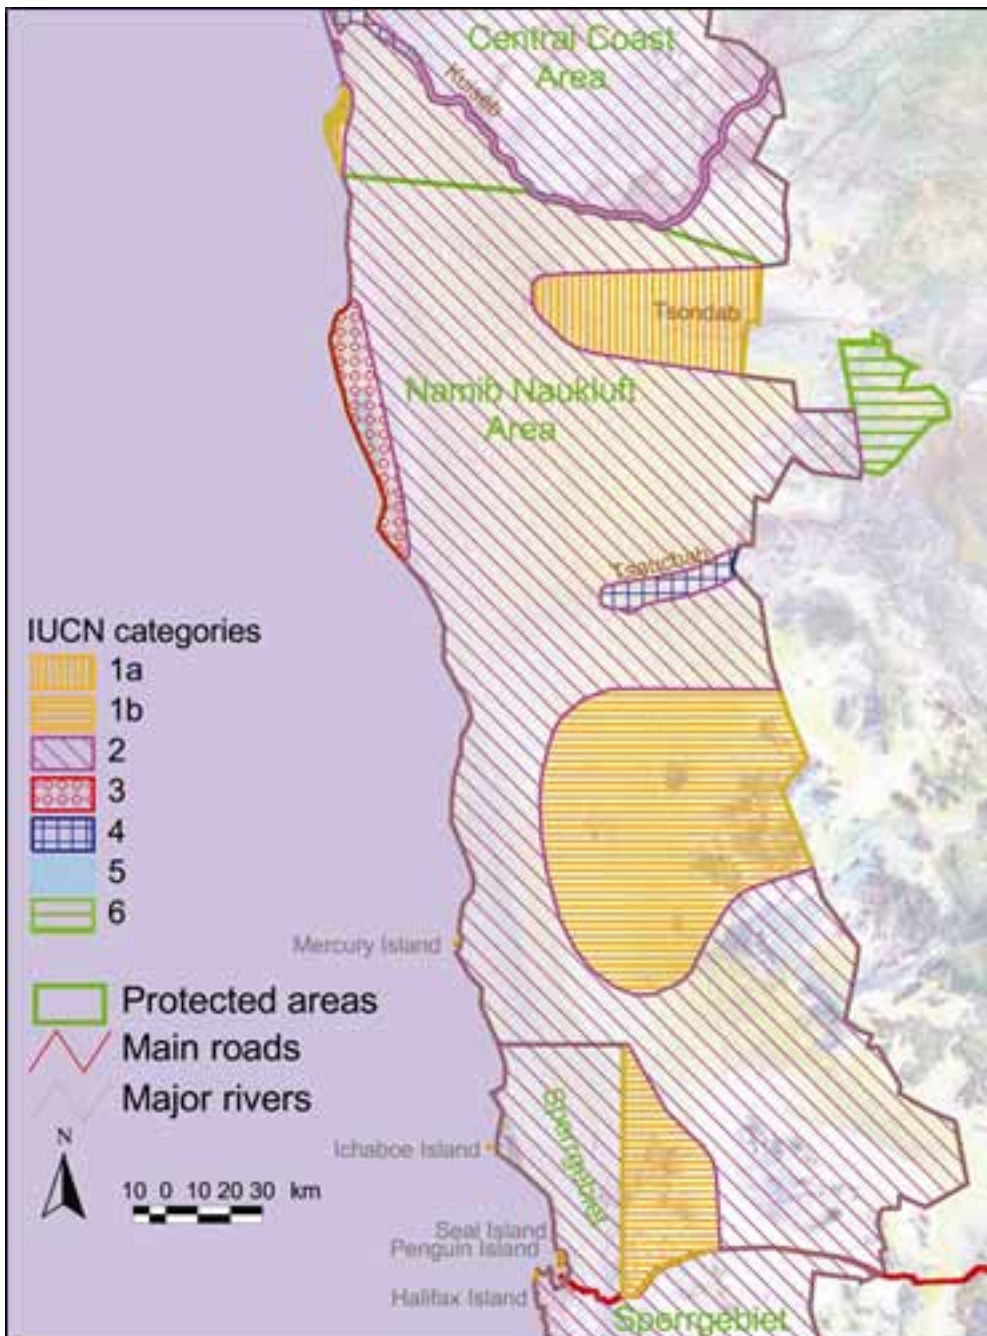 Central Coast
Area
Kuiseb
Tsondab
Namib Naukluft
Area
Tsauchab
IUCN categories
1a
1b
2
3
4
5
6
Mercury Island
Protected areas
Main roads
Major rivers
N
10 0 10 20 30 km
Ichaboe Island
Sperrgebiet
Seal Island
Penguin Island
Halifax Island
Sperrgebiet